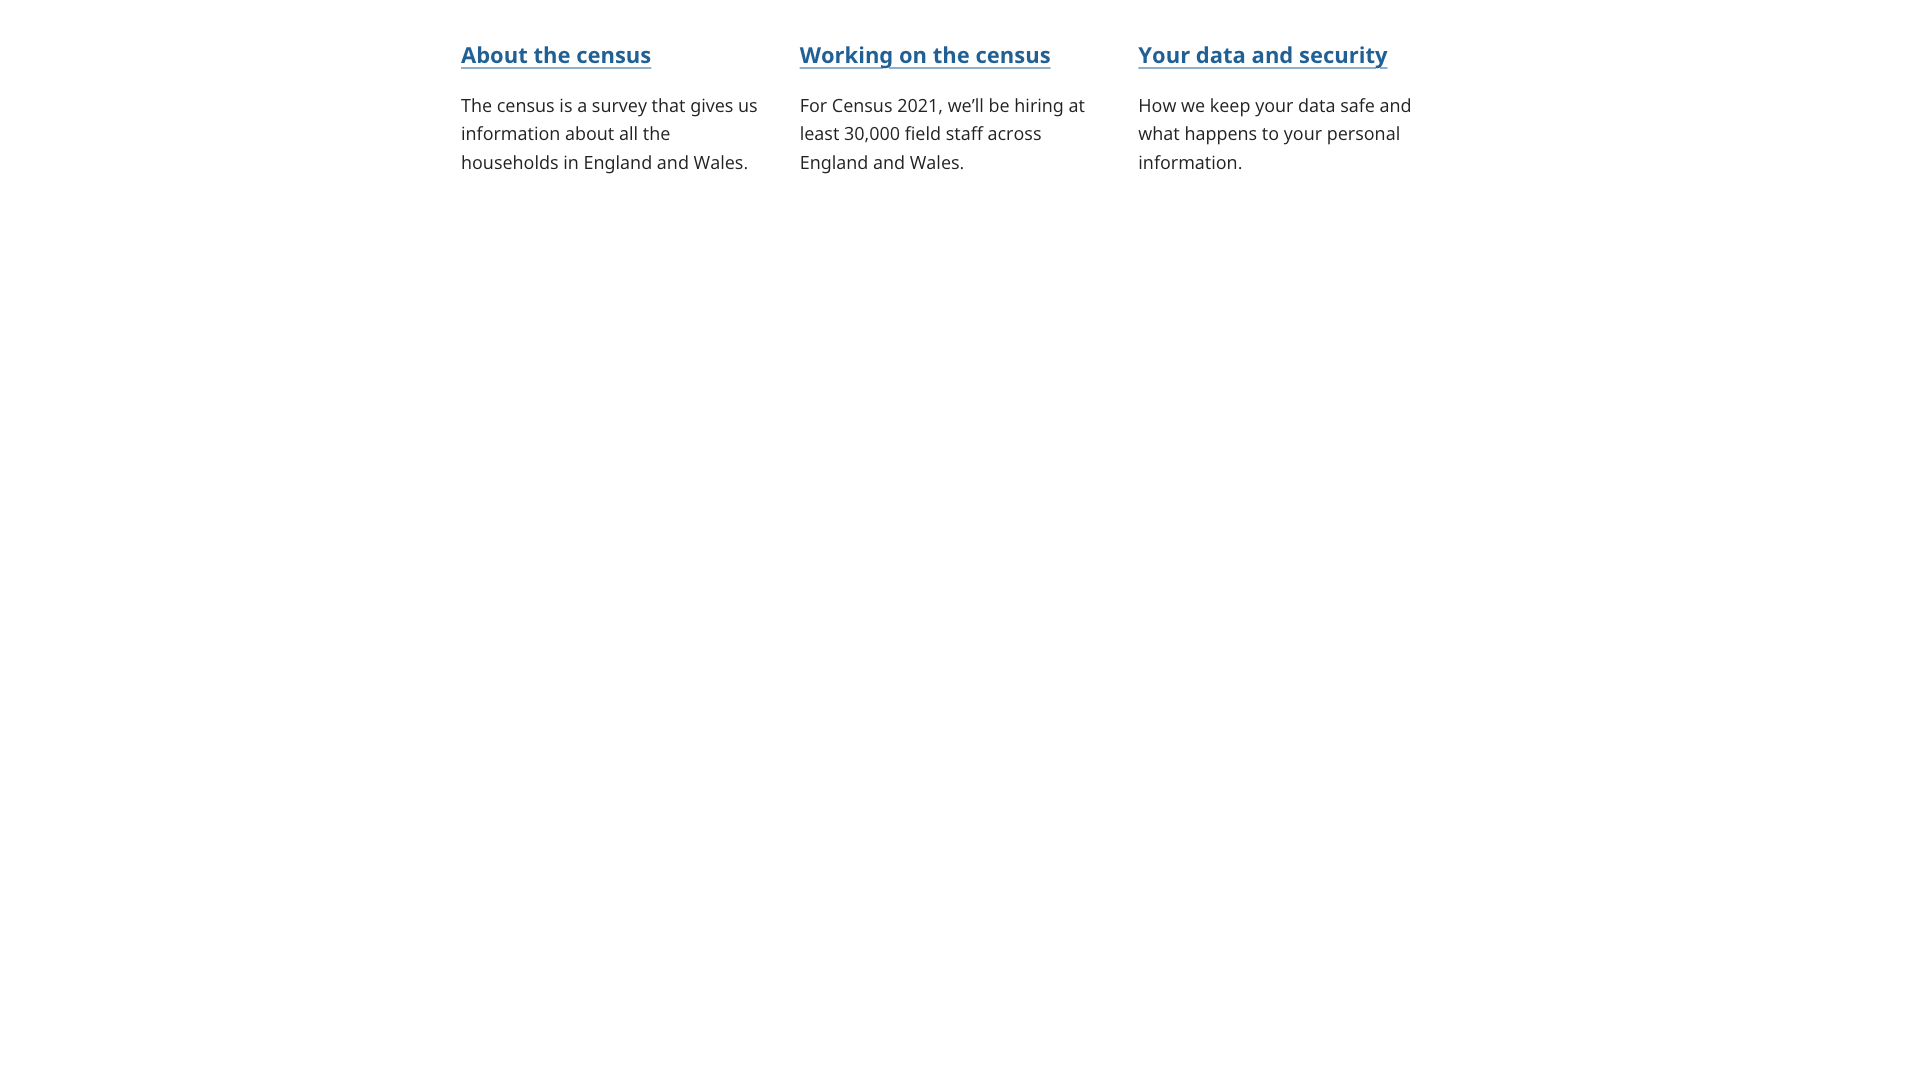 About the census
The census is a survey that gives us
information about all the
households in England and Wales.
Working on the census
For Census 2021, we’ll be hiring at
least 30,000 field staff across
England and Wales.
Your data and security
How we keep your data safe and
what happens to your personal
information.